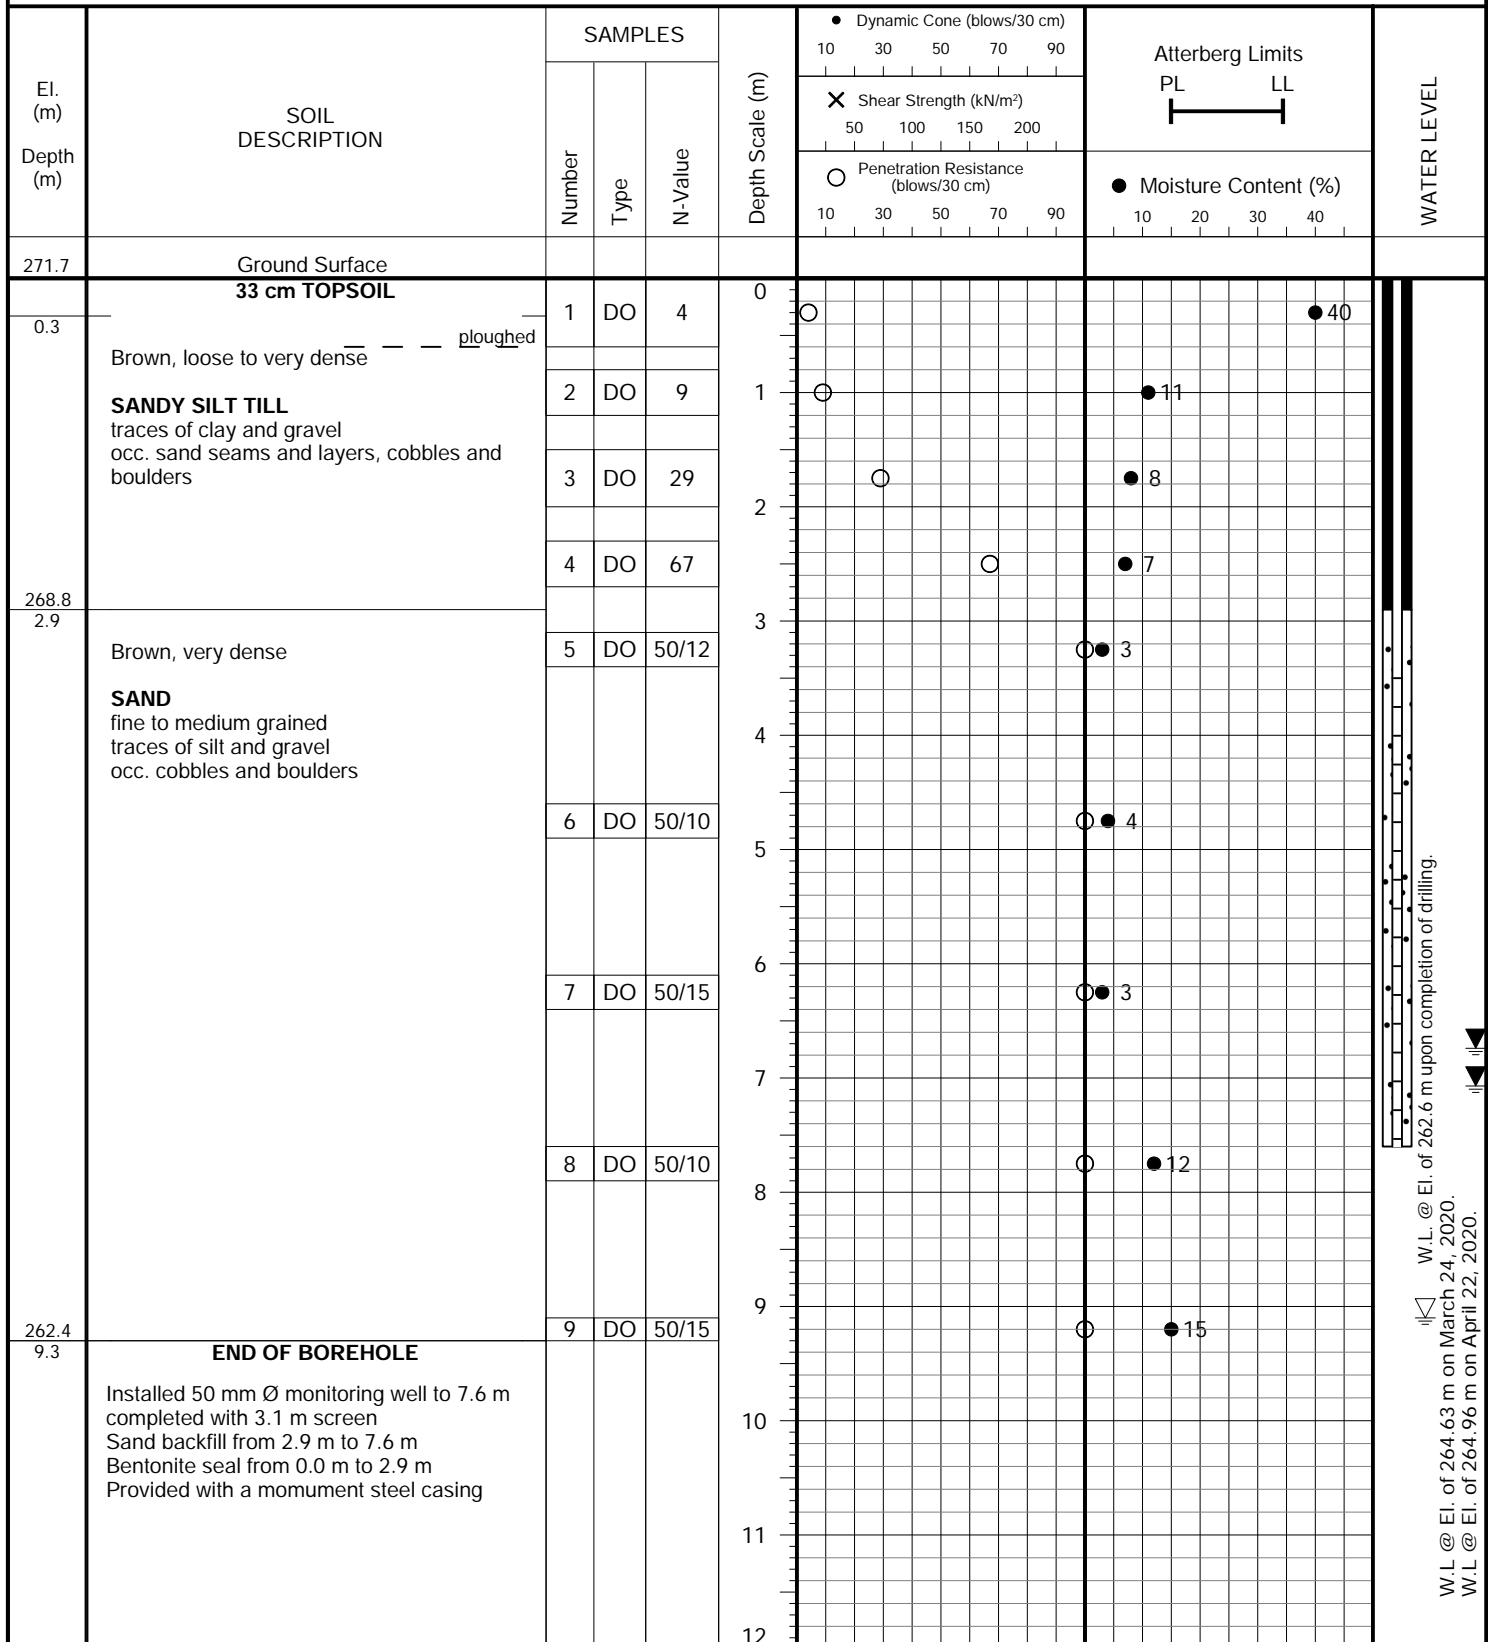 El.
(m)
Depth
(m)
SOIL
DESCRIPTION
SAMPLES
Number
Type
N-Value
Depth Scale (m)
Dynamic Cone (blows/30 cm)
10 30 50 70 90
Shear Strength (kN/m²)
50 100 150 200
Penetration Resistance
(blows/30 cm)
10 30 50 70 90
Atterberg Limits
PL LL
Moisture Content (%)
10 20 30 40
WATER LEVEL
271.7 Ground Surface
33 cm TOPSOIL
0
1 DO 4 40
0.3
ploughed
Brown, loose to very dense
2 DO 9 1 11
SANDY SILT TILL
traces of clay and gravel
occ. sand seams and layers, cobbles and
boulders
3 DO 29 8
2
4 DO 67 7
268.8
2.9
3
Brown, very dense
5 DO 50/12 3
SAND
fine to medium grained
traces of silt and gravel
occ. cobbles and boulders
4
6 DO 50/10 4
5
6
7 DO 50/15 3
7
8 DO 50/10 12
8
9
262.4
9 DO 50/15 15
9.3
END OF BOREHOLE
Installed 50 mm Ø monitoring well to 7.6 m
completed with 3.1 m screen
Sand backfill from 2.9 m to 7.6 m
Bentonite seal from 0.0 m to 2.9 m
Provided with a momument steel casing
10
11
12
W.L. @ El. of 262.6 m upon completion of drilling.
W.L @ El. of 264.63 m on March 24, 2020.
W.L @ El. of 264.96 m on April 22, 2020.